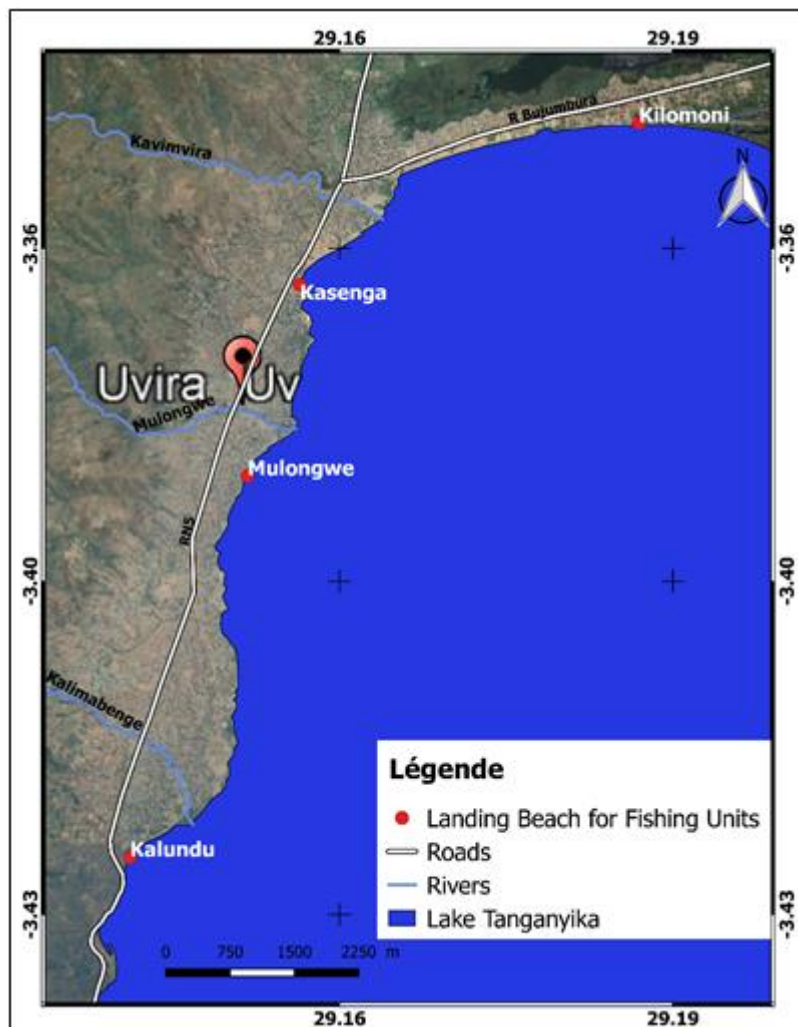 29.16
29.19
R Bujumbura
Kilomoni
Kavimvira
N
-3.36
-3.36
Kasenga
Uvira
Uv
Mulongwe
Mulongwe
RN5
-3.40
-3.40
Kalimabenge
Légende
Landing Beach for Fishing Units
Roads
Rivers
Lake Tanganyika
Kalundu
-3.43
-3.43
0 750 1500 2250 m
29.16
29.19